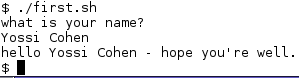 $ ./first.sh
what is your name?
Yossi Cohen
hello Yossi Cohen - hope you're well.
$